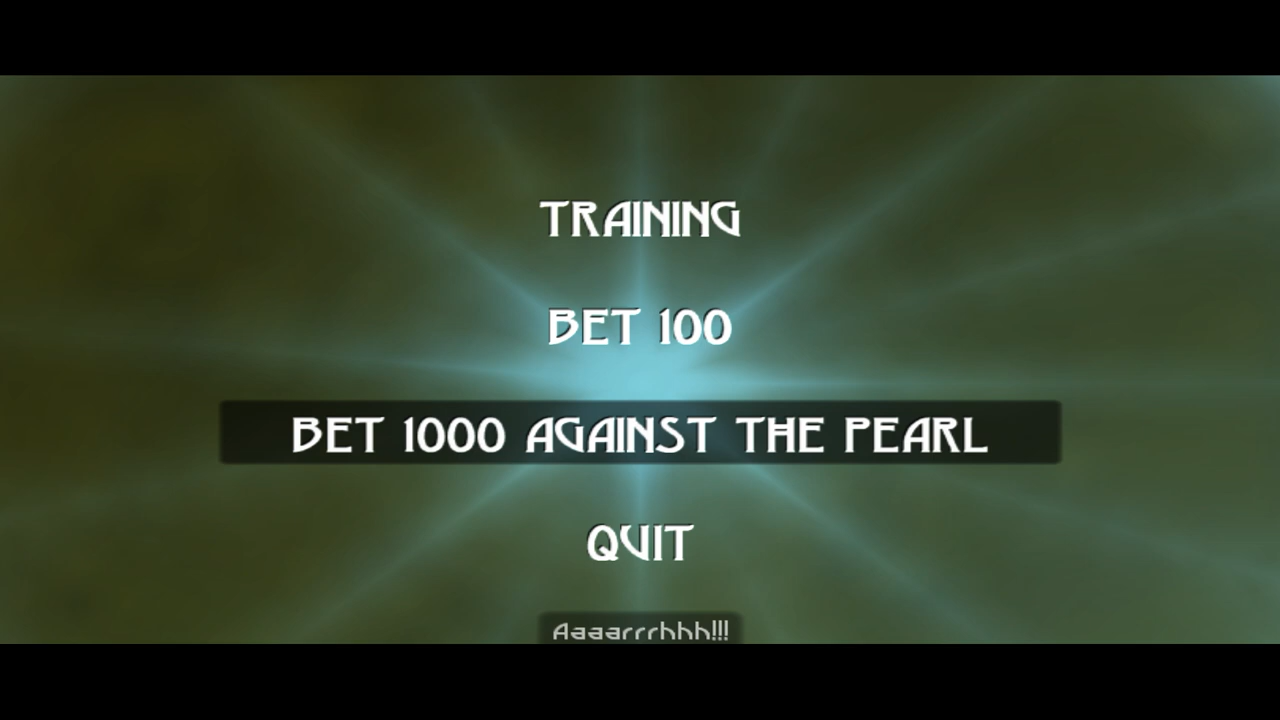 TRAINING
BET 100
BET 1000 AGAINST THE PEARL
QUIT
Aaaarrrhhh!!!